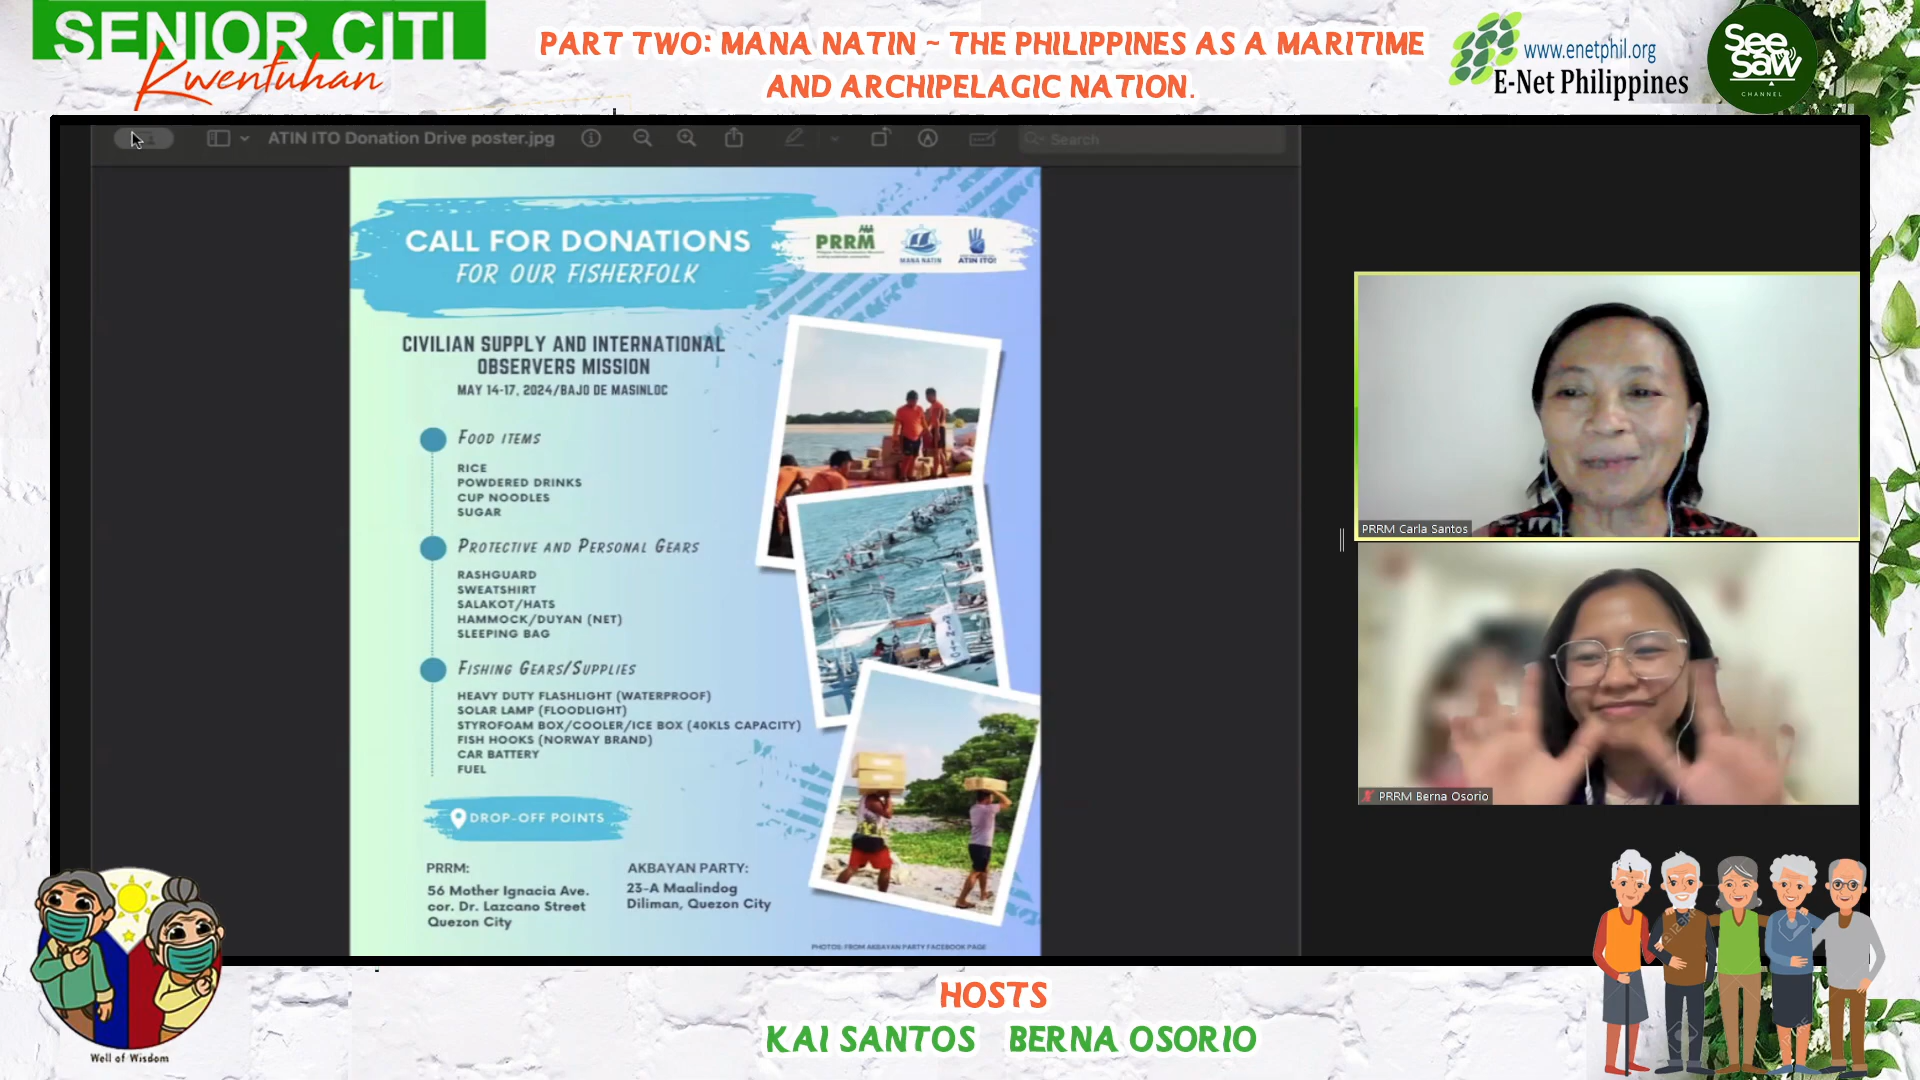 SENIOR CITI
Kwentuhan
PART TWO: MANA NATIN ~ THE PHILIPPINES AS A MARITIME
AND ARCHIPELAGIC NATION.
www.enetphil.org
E-Net Philippines
See
Saw
CHANNEL
ATIN ITO Donation Drive poster.jpg
Search
CALL FOR DONATIONS
FOR OUR FISHERFOLK
PRRM
MANA NATIN
ATIN ITO!
CIVILIAN SUPPLY AND INTERNATIONAL
OBSERVERS MISSION
MAY 14-17, 2024/BAJO DE MASINLOC
FOOD ITEMS
RICE
POWDERED DRINKS
CUP NOODLES
SUGAR
PROTECTIVE AND PERSONAL GEARS
RASHGUARD
SWEATSHIRT
SALAKOT/HATS
HAMMOCK/DUYAN (NET)
SLEEPING BAG
FISHING GEARS/SUPPLIES
HEAVY DUTY FLASHLIGHT (WATERPROOF)
SOLAR LAMP (FLOODLIGHT)
STYROFOAM BOX/COOLER/ICE BOX (40KLS CAPACITY)
FISH HOOKS (NORWAY BRAND)
CAR BATTERY
FUEL
ATIN ITO
DROP-OFF POINTS
PRRM:
56 Mother Ignacia Ave.
cor. Dr. Lazcano Street
Quezon City
AKBAYAN PARTY:
23-A Maalindog
Diliman, Quezon City
PHOTOS: FROM AKBAYAN PARTY FACEBOOK PAGE
PRRM Carla Santos
PRRM Berna Osorio
Well of Wisdom
HOSTS
KAI SANTOS BERNA OSORIO